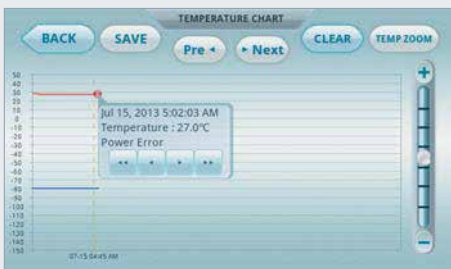 TEMPERATURE CHART
BACK
SAVE
Pre
Next
CLEAR
TEMP ZOOM
+
50
40
30
20
10
0
-10
-20
-30
-40
-50
-60
-70
-80
-90
-100
-110
-120
-130
-140
-150
Jul 15, 2013 5:02:03 AM
Temperature : 27.0℃
Power Error
07-15 04:45 AM